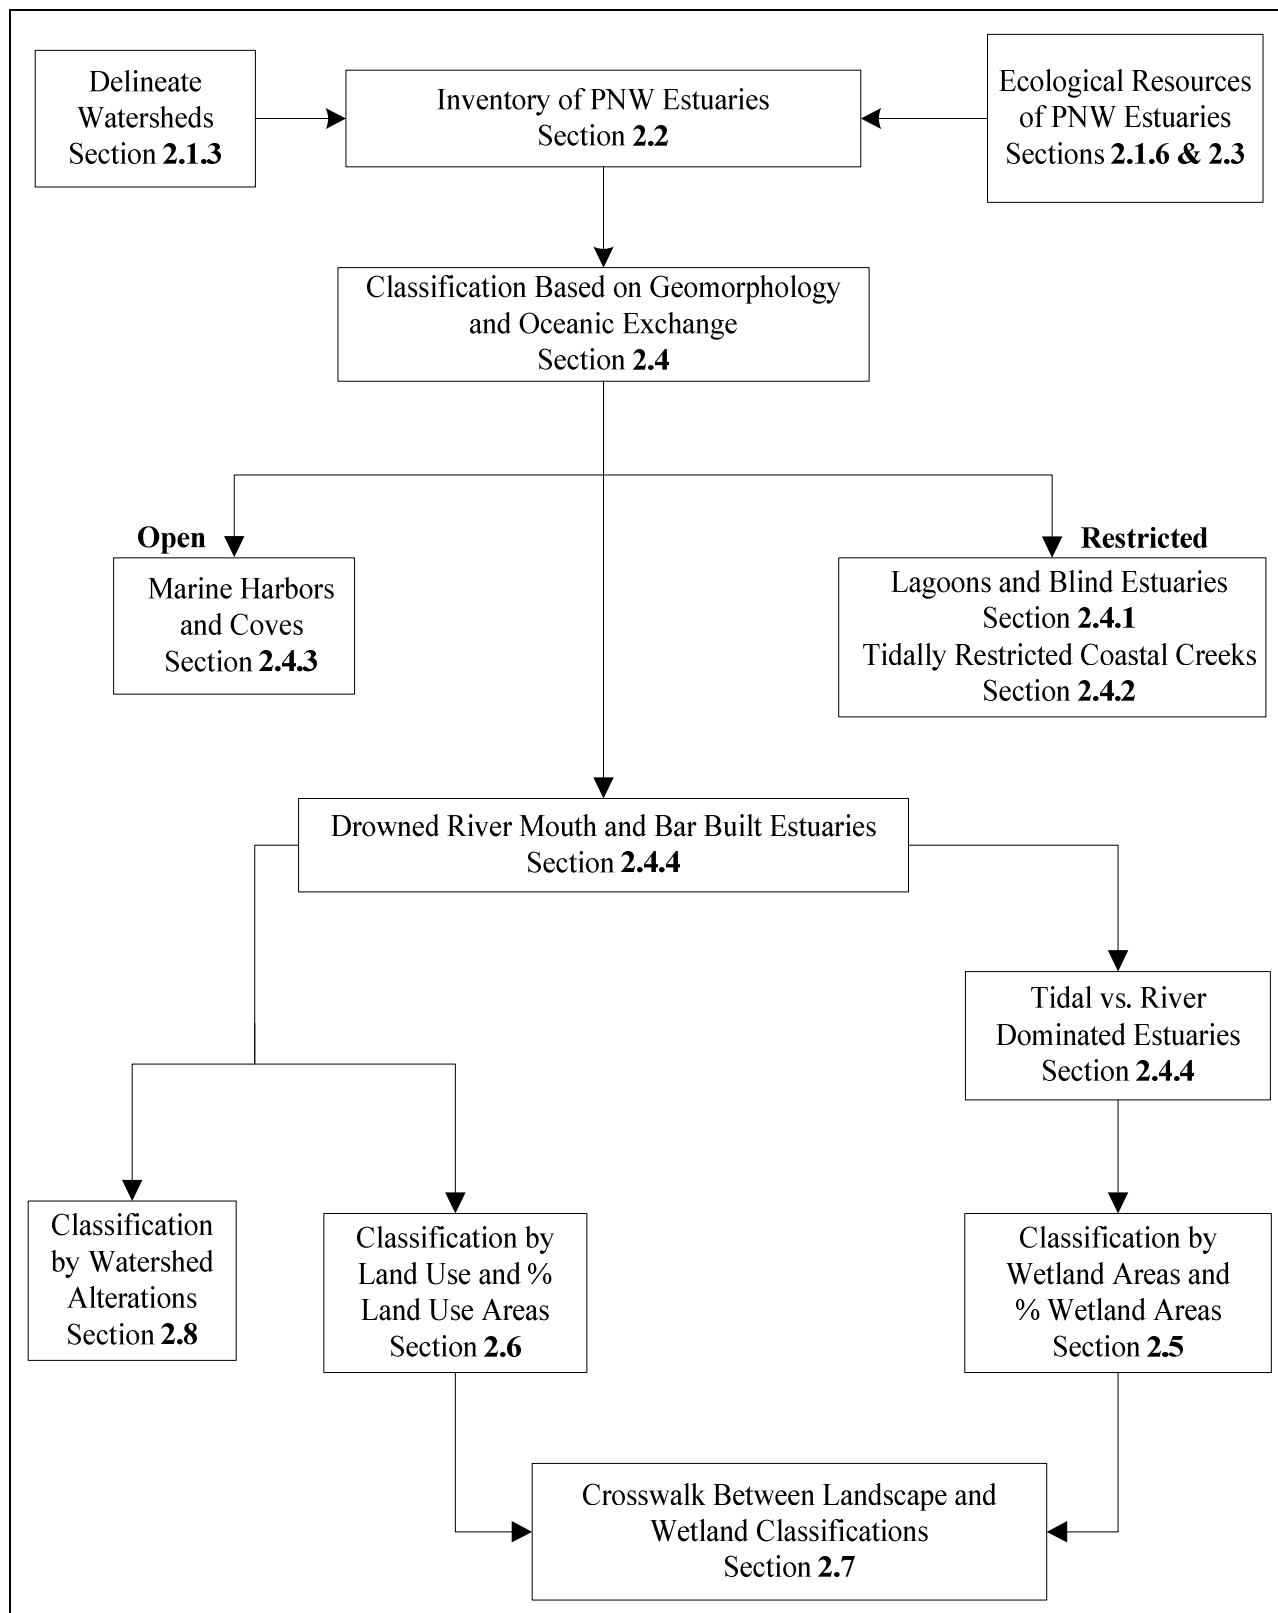 Delineate
Watersheds
Section 2.1.3
Inventory of PNW Estuaries
Section 2.2
Ecological Resources
of PNW Estuaries
Sections 2.1.6 & 2.3
Classification Based on Geomorphology
and Oceanic Exchange
Section 2.4
Open
Marine Harbors
and Coves
Section 2.4.3
Restricted
Lagoons and Blind Estuaries
Section 2.4.1
Tidally Restricted Coastal Creeks
Section 2.4.2
Drowned River Mouth and Bar Built Estuaries
Section 2.4.4
Tidal vs. River
Dominated Estuaries
Section 2.4.4
Classification
by Watershed
Alterations
Section 2.8
Classification by
Land Use and %
Land Use Areas
Section 2.6
Classification by
Wetland Areas and
% Wetland Areas
Section 2.5
Crosswalk Between Landscape and
Wetland Classifications
Section 2.7